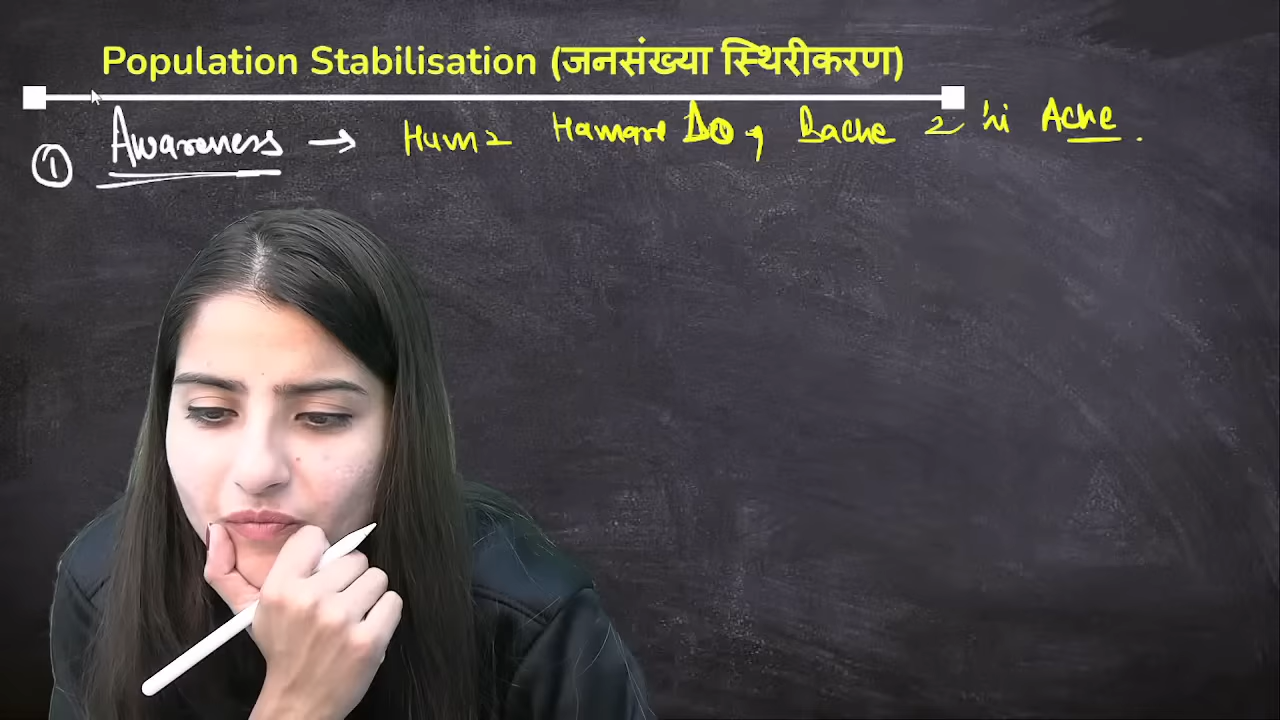 Population Stabilisation (जनसंख्या स्थिरीकरण)
① Awareness → Hum 2 Hamare Do, Bache 2 hi Ache.